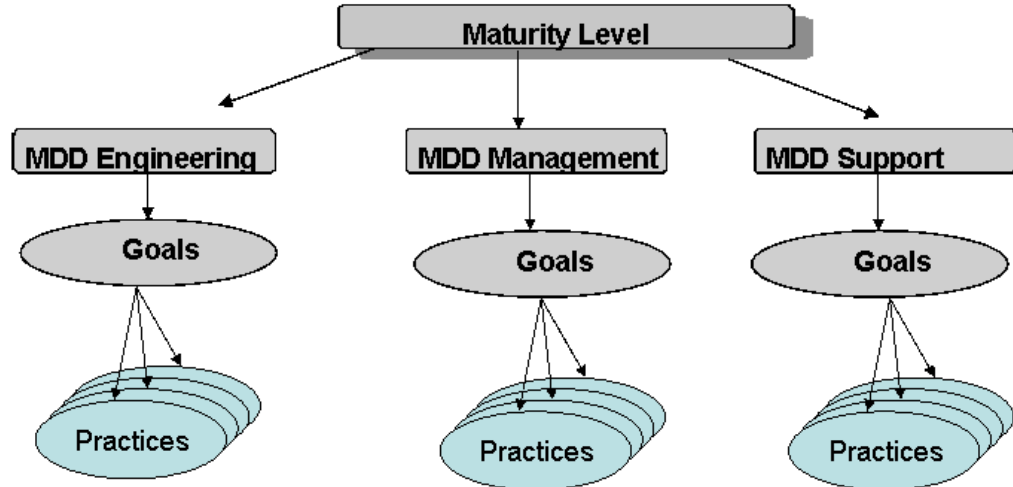 Maturity Level
MDD Engineering
MDD Management
MDD Support
Goals
Goals
Goals
Practices
Practices
Practices